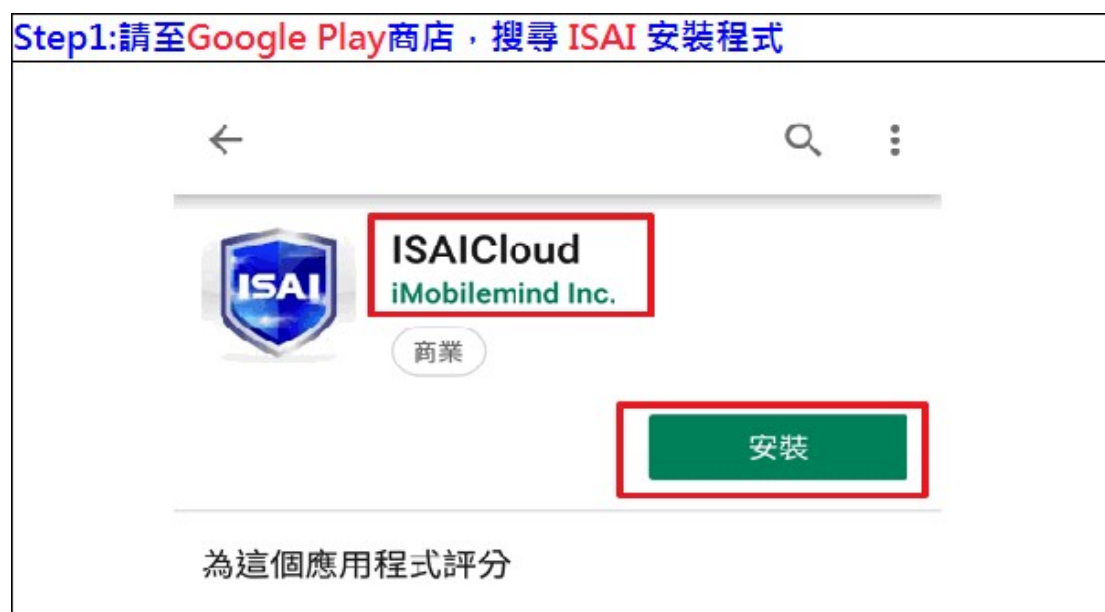 Step1:請至Google Play商店，搜尋 ISAI 安裝程式
ISAI
ISAICloud
iMobilemind Inc.
商業
安裝
為這個應用程式評分